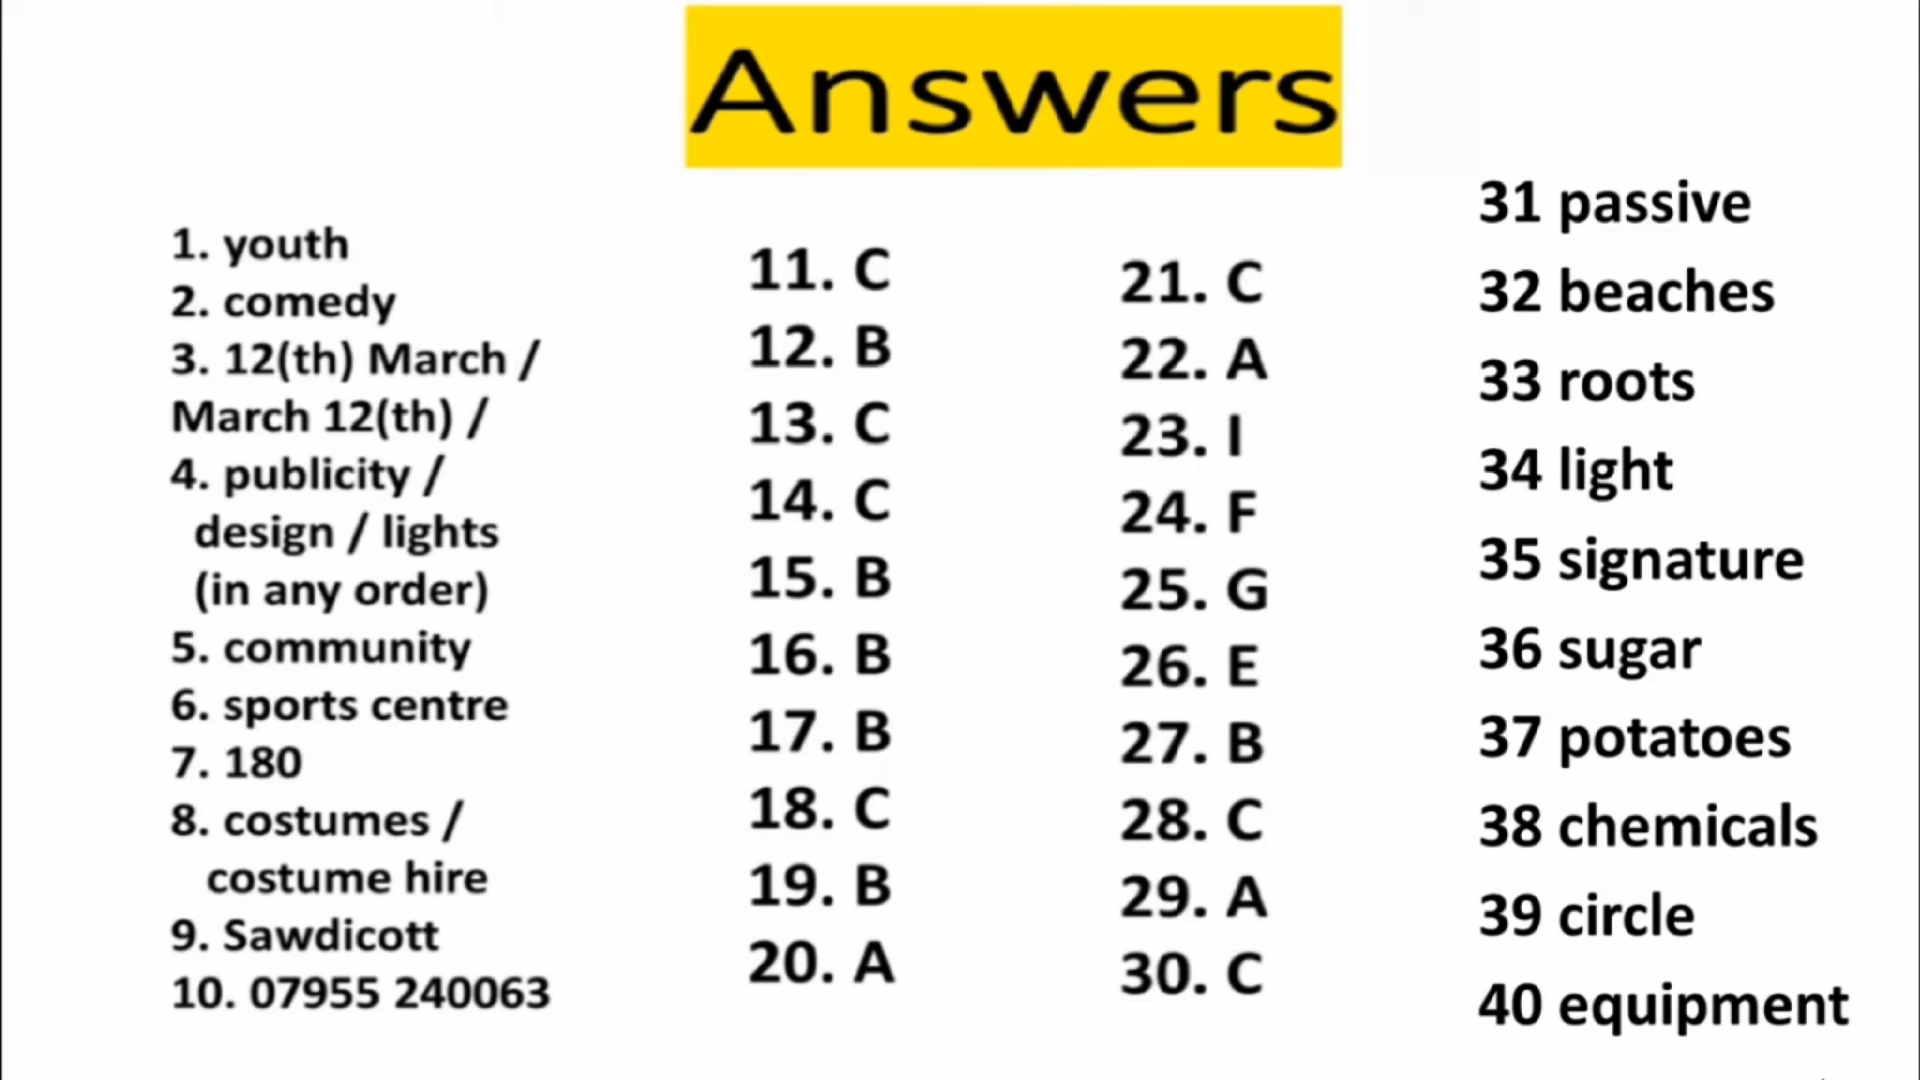 Answers
1. youth
2. comedy
3. 12(th) March /
March 12(th) /
4. publicity /
design / lights
(in any order)
5. community
6. sports centre
7. 180
8. costumes /
costume hire
9. Sawdicott
10. 07955 240063
11. C
12. B
13. C
14. C
15. B
16. B
17. B
18. C
19. B
20. A
21. C
22. A
23. I
24. F
25. G
26. E
27. B
28. C
29. A
30. C
31 passive
32 beaches
33 roots
34 light
35 signature
36 sugar
37 potatoes
38 chemicals
39 circle
40 equipment